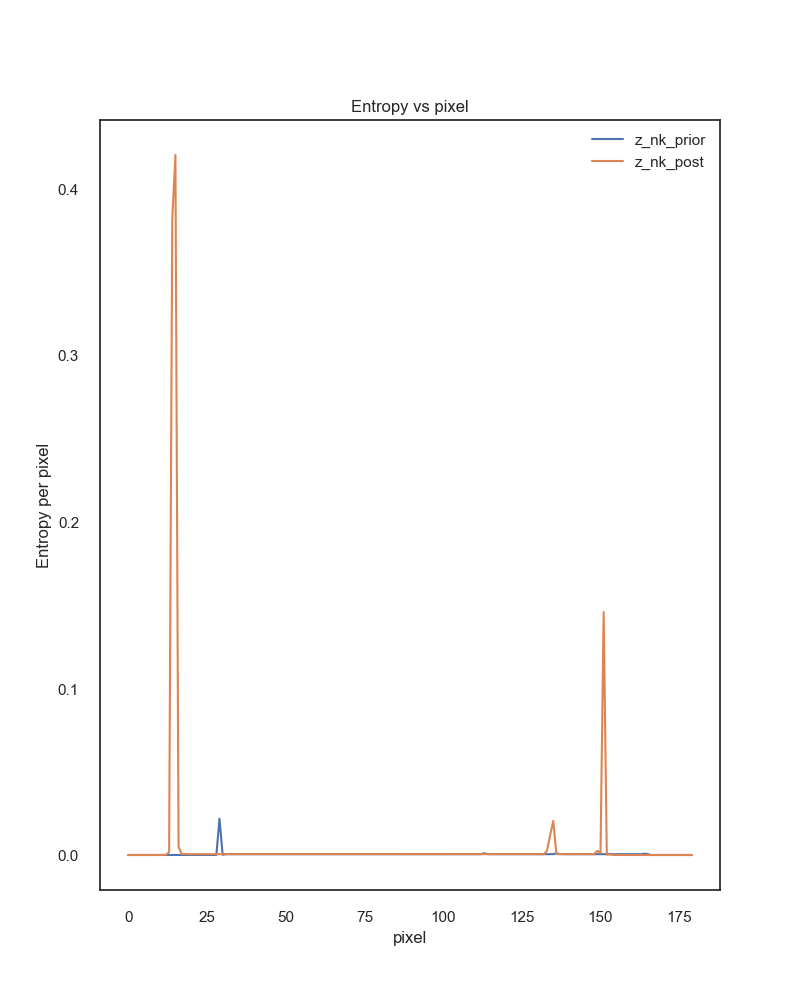 Entropy vs pixel
z_nk_prior
z_nk_post
0.4
0.3
0.2
0.1
0.0
Entropy per pixel
0 25 50 75 100 125 150 175
pixel